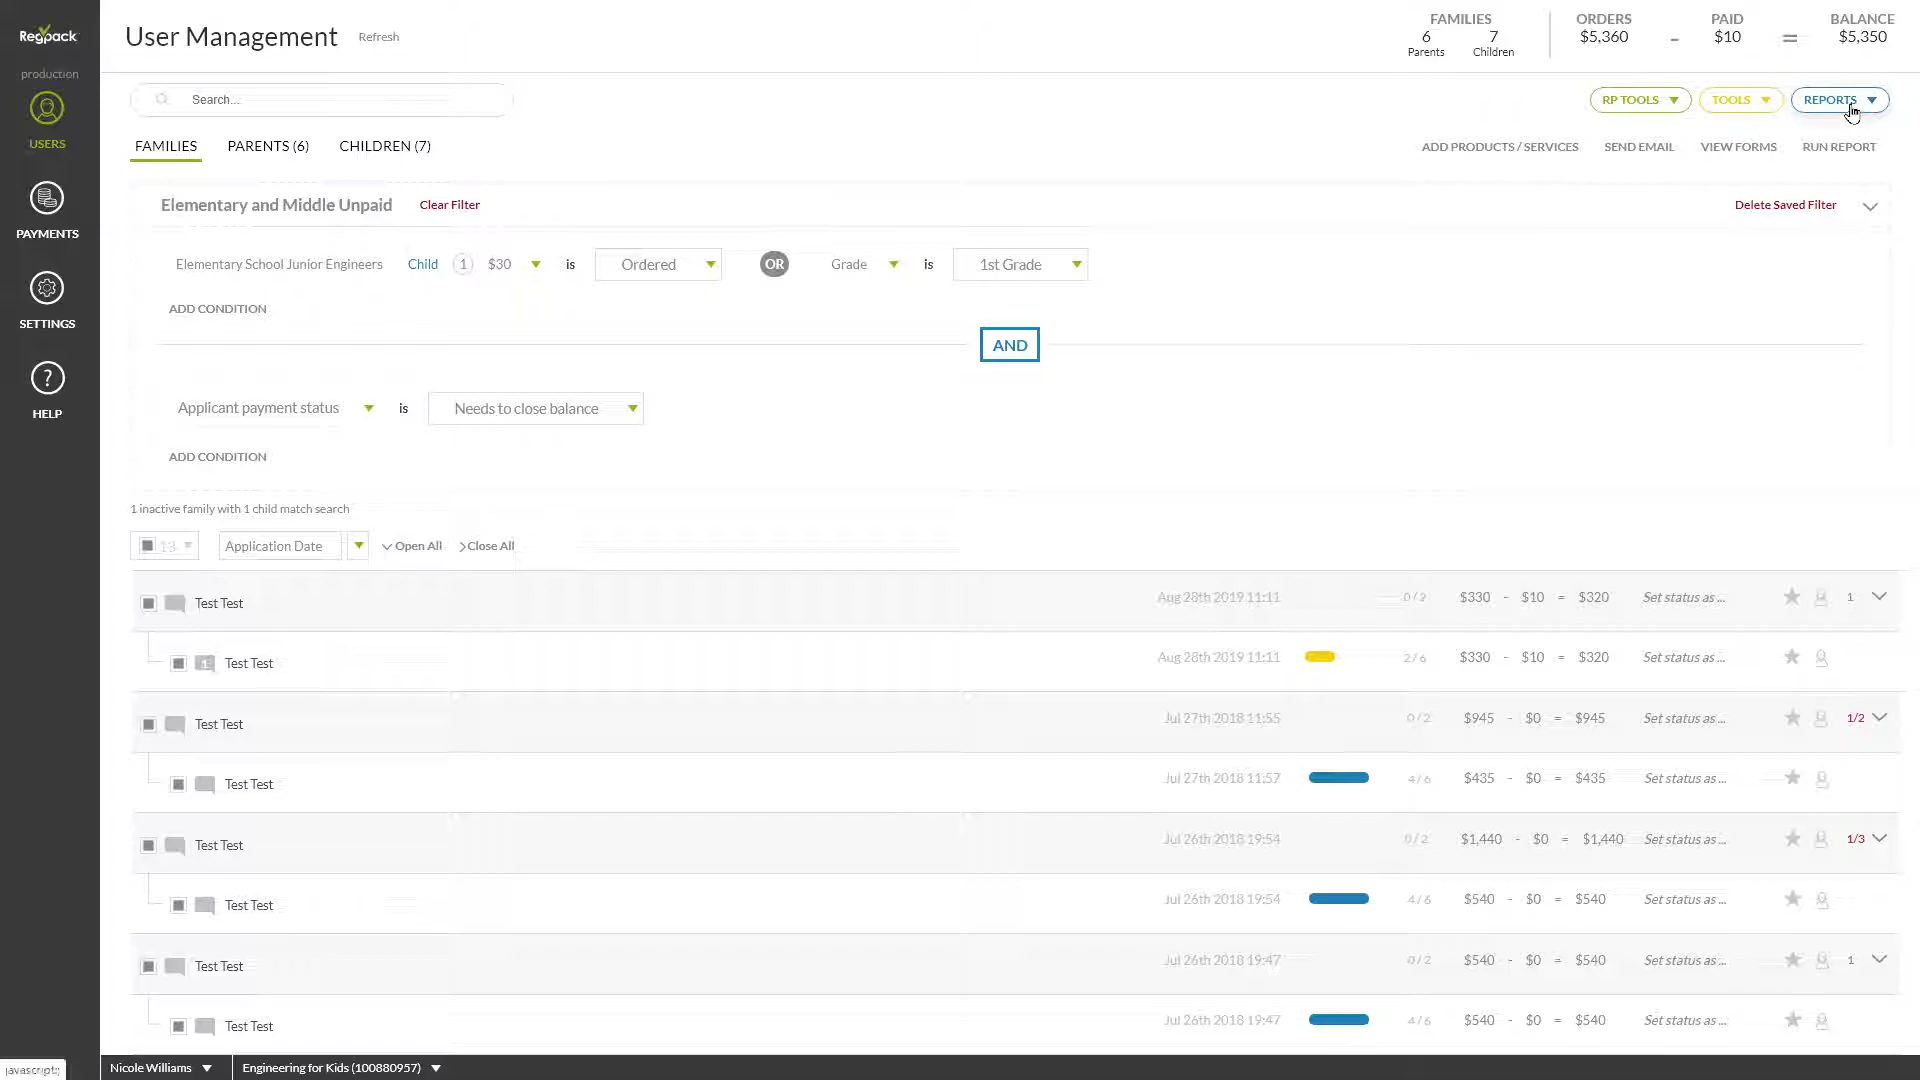 Regpack
production
USERS
PAYMENTS
SETTINGS
HELP
User Management Refresh
FAMILIES
6 7
Parents Children
ORDERS PAID BALANCE
$5,360 - $10 = $5,350
Search...
RP TOOLS TOOLS REPORTS
FAMILIES PARENTS (6) CHILDREN (7)
ADD PRODUCTS / SERVICES SEND EMAIL VIEW FORMS RUN REPORT
Elementary and Middle Unpaid Clear Filter Delete Saved Filter
Elementary School Junior Engineers Child 1 $30 is Ordered OR Grade is 1st Grade
ADD CONDITION
AND
Applicant payment status is Needs to close balance
ADD CONDITION
1 inactive family with 1 child match search
13 Application Date Open All Close All
Test Test Aug 28th 2019 11:11 0/2 $330 - $10 = $320 Set status as ... 1
1 Test Test Aug 28th 2019 11:11 2/6 $330 - $10 = $320 Set status as ...
Test Test Jul 27th 2018 11:55 0/2 $945 - $0 = $945 Set status as ... 1/2
Test Test Jul 27th 2018 11:57 4/6 $435 - $0 = $435 Set status as ...
Test Test Jul 26th 2018 19:54 0/2 $1,440 - $0 = $1,440 Set status as ... 1/3
Test Test Jul 26th 2018 19:54 4/6 $540 - $0 = $540 Set status as ...
Test Test Jul 26th 2018 19:47 0/2 $540 - $0 = $540 Set status as ... 1
Test Test Jul 26th 2018 19:47 4/6 $540 - $0 = $540 Set status as ...
javascript:; Nicole Williams Engineering for Kids (100880957)